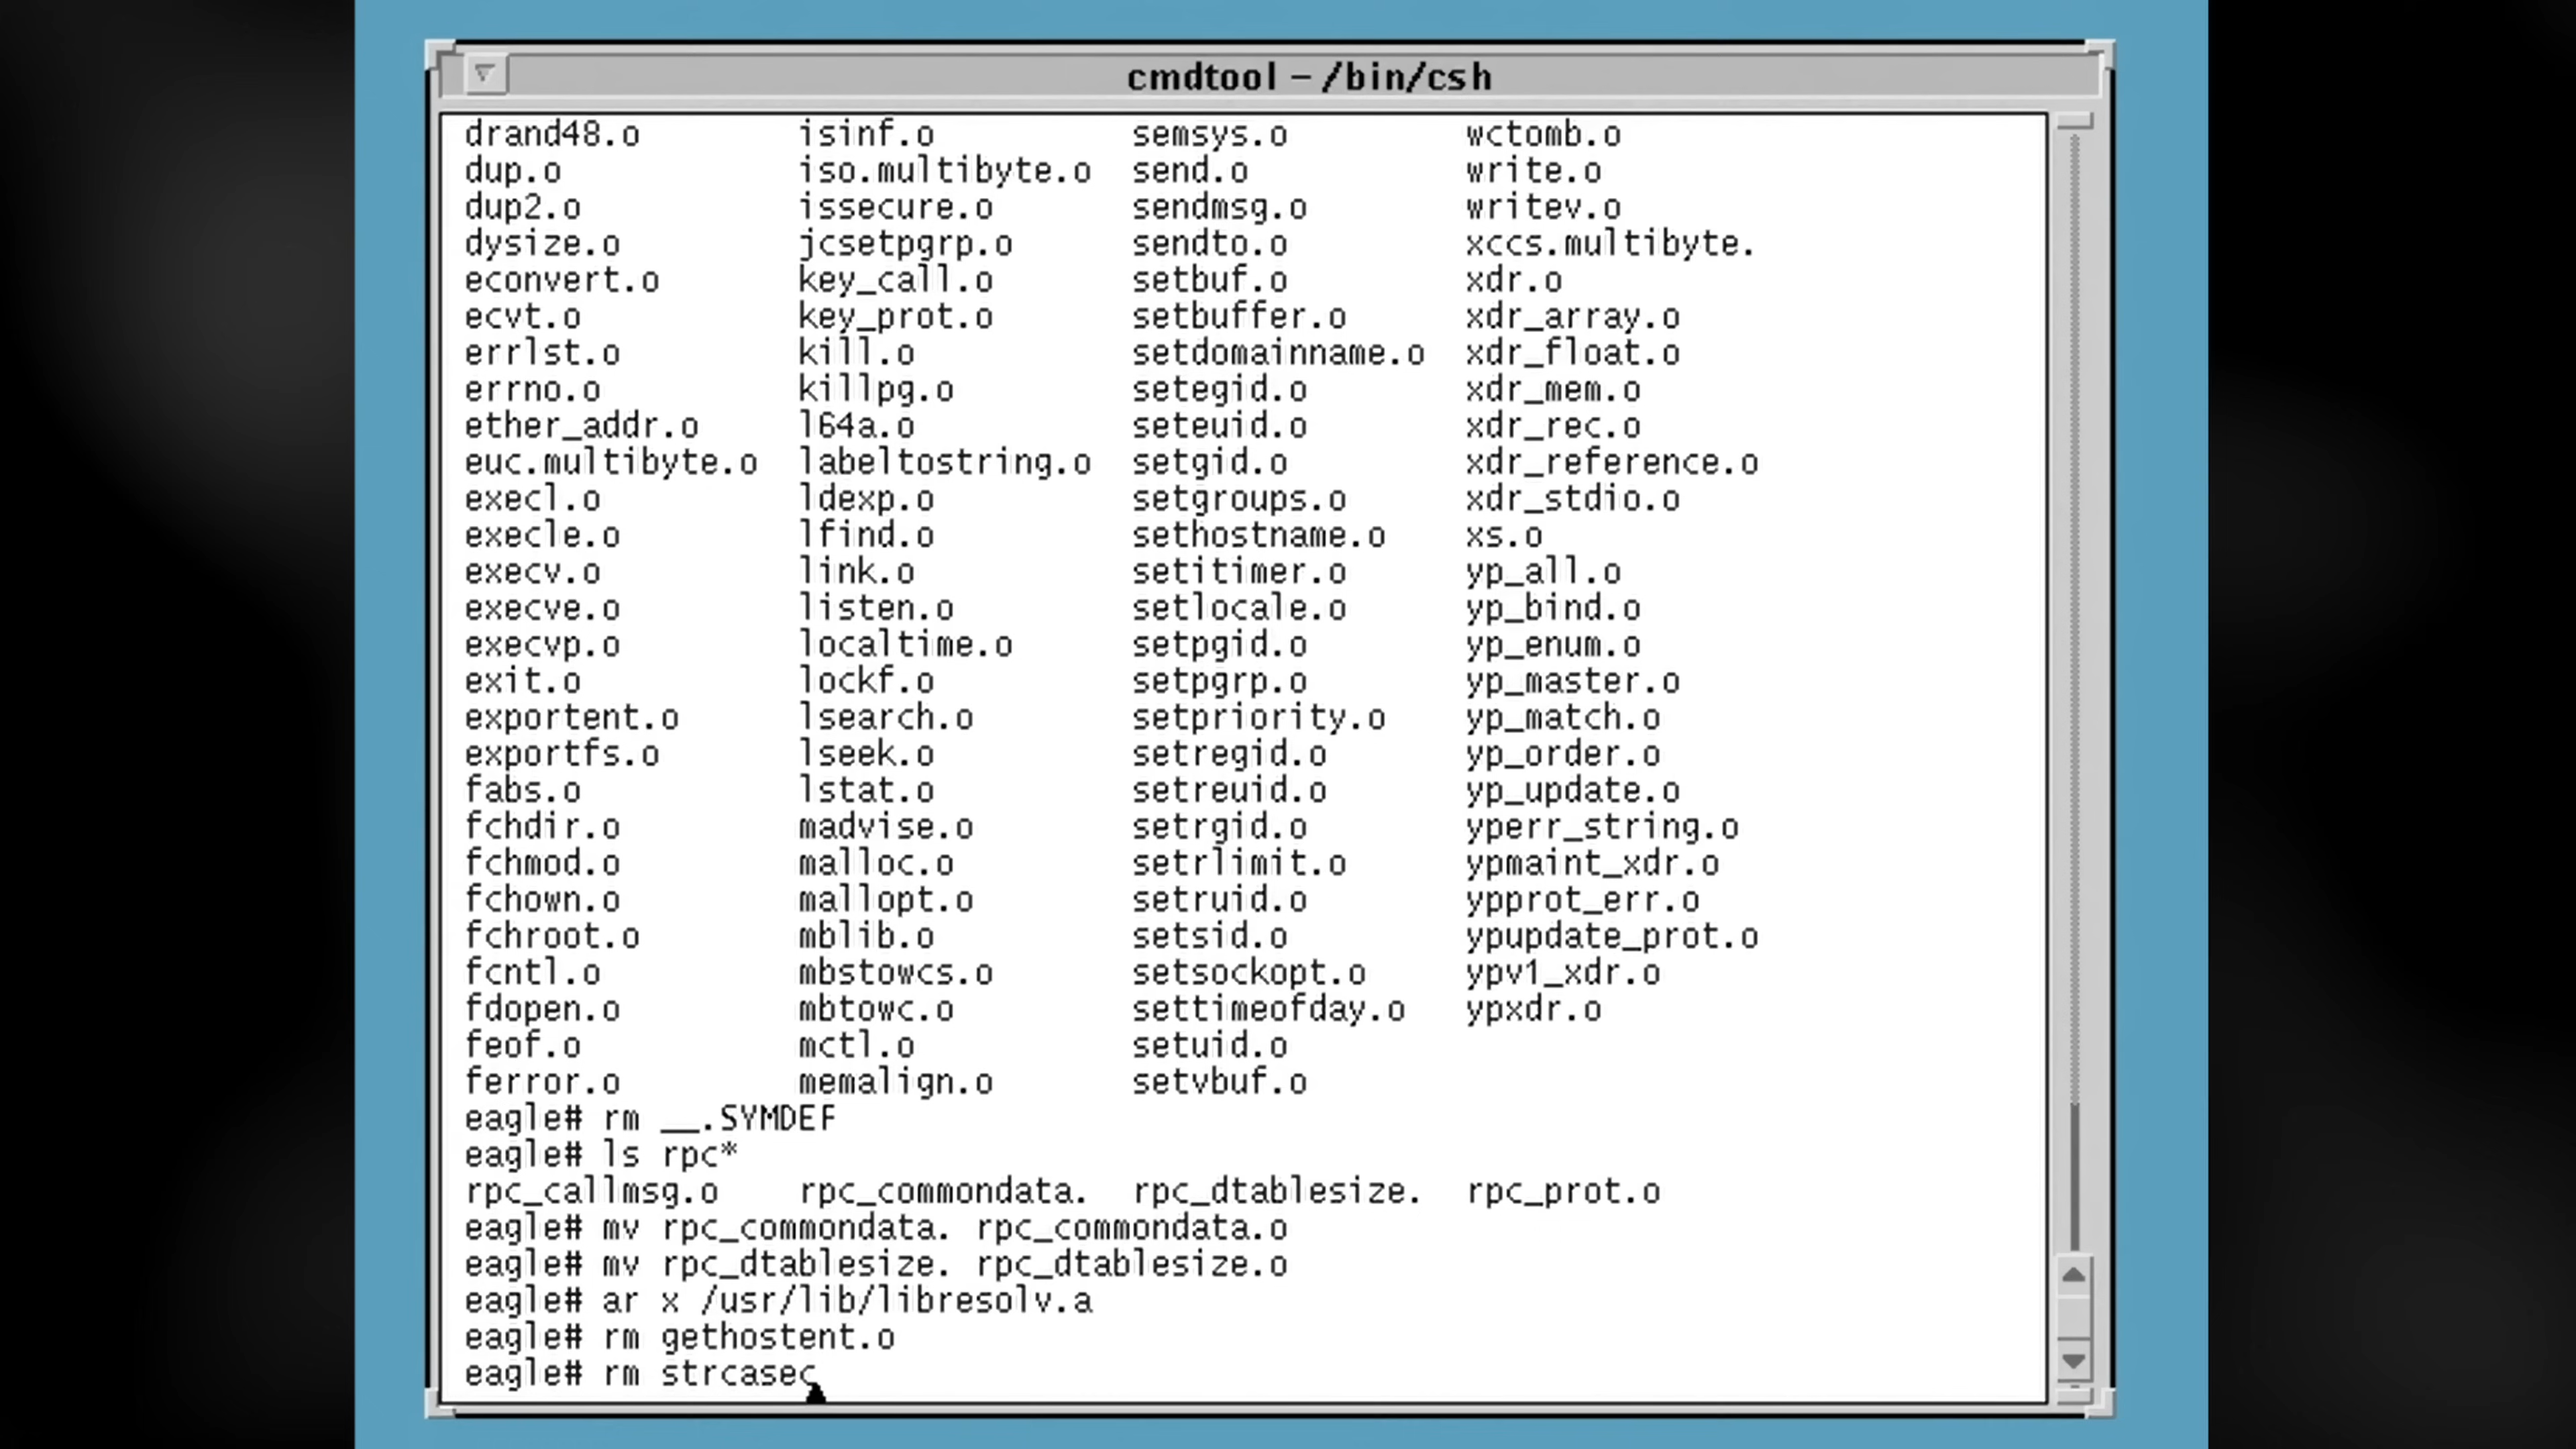 cmdtool – /bin/csh
drand48.o isinf.o semsys.o wctomb.o
dup.o iso.multibyte.o send.o write.o
dup2.o issecure.o sendmsg.o writev.o
dysize.o jcsetpgrp.o sendto.o xccs.multibyte.
econvert.o key_call.o setbuf.o xdr.o
ecvt.o key_prot.o setbuffer.o xdr_array.o
errlst.o kill.o setdomainname.o xdr_float.o
errno.o killpg.o setegid.o xdr_mem.o
ether_addr.o l64a.o seteuid.o xdr_rec.o
euc.multibyte.o labeltostring.o setgid.o xdr_reference.o
execl.o ldexp.o setgroups.o xdr_stdio.o
execle.o lfind.o sethostname.o xs.o
execv.o link.o setitimer.o yp_all.o
execve.o listen.o setlocale.o yp_bind.o
execvp.o localtime.o setpgid.o yp_enum.o
exit.o lockf.o setpgrp.o yp_master.o
exportent.o lsearch.o setpriority.o yp_match.o
exportfs.o lseek.o setregid.o yp_order.o
fabs.o lstat.o setreuid.o yp_update.o
fchdir.o madvise.o setrgid.o yperr_string.o
fchmod.o malloc.o setrlimit.o ypmaint_xdr.o
fchown.o mallopt.o setruid.o ypprot_err.o
fchroot.o mblib.o setsid.o ypupdate_prot.o
fcntl.o mbstowcs.o setsockopt.o ypv1_xdr.o
fdopen.o mbtowc.o settimeofday.o ypxdr.o
feof.o mctl.o setuid.o
ferror.o memalign.o setvbuf.o
eagle# rm __.SYMDEF
eagle# ls rpc*
rpc_callmsg.o rpc_commondata. rpc_dtablesize. rpc_prot.o
eagle# mv rpc_commondata. rpc_commondata.o
eagle# mv rpc_dtablesize. rpc_dtablesize.o
eagle# ar x /usr/lib/libresolv.a
eagle# rm gethostent.o
eagle# rm strcasec